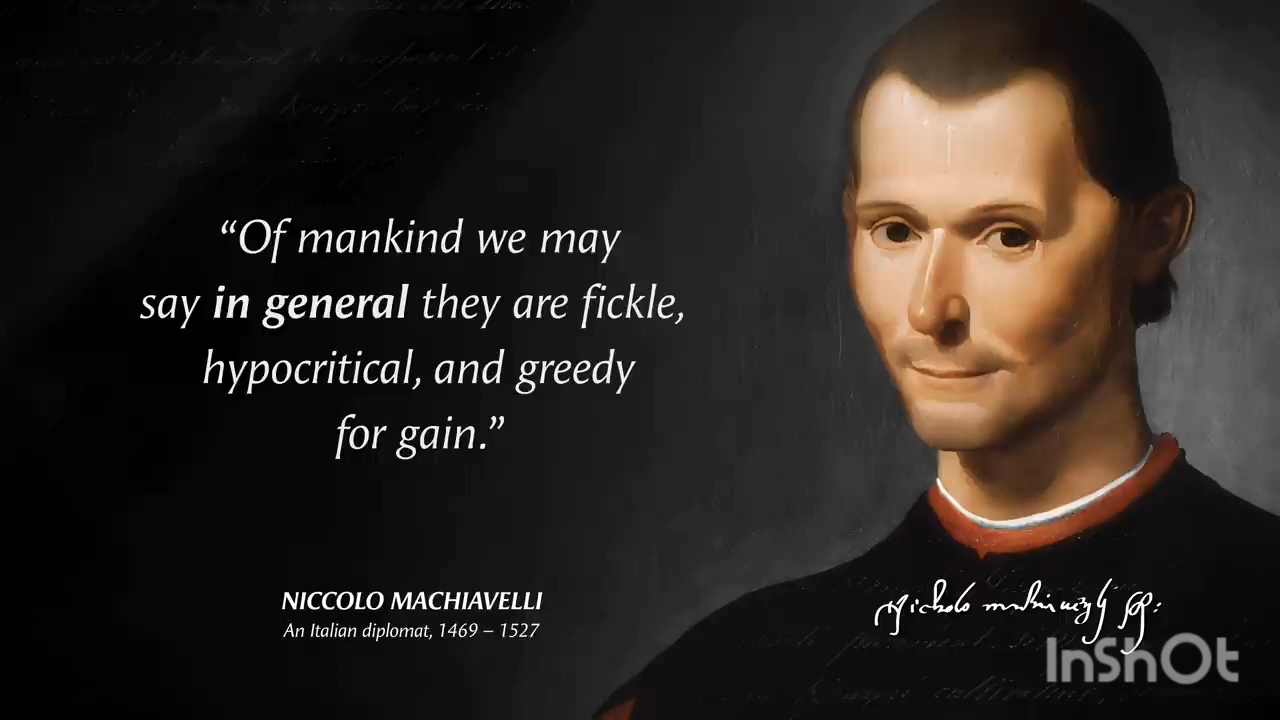 “Of mankind we may
say in general they are fickle,
hypocritical, and greedy
for gain.”
NICCOLO MACHIAVELLI
An Italian diplomat, 1469 – 1527
InShOt